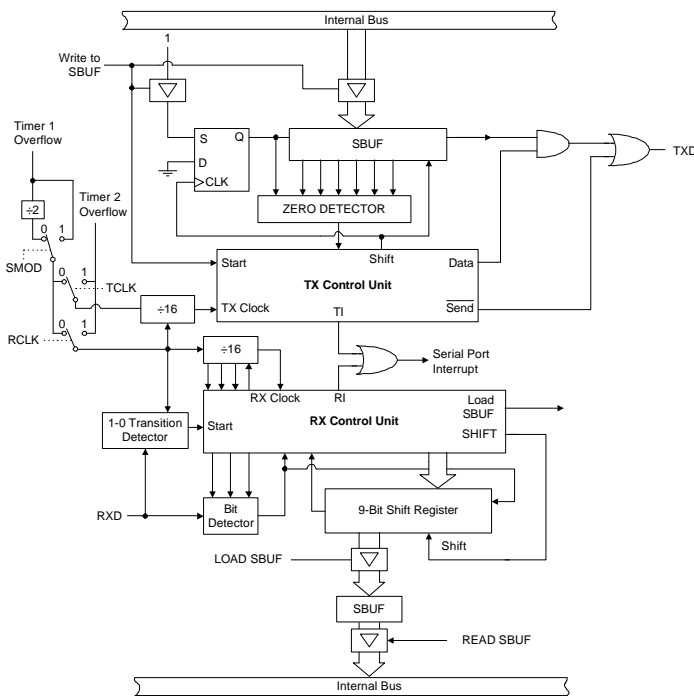 Internal Bus
1
Write to
SBUF
S
Q
D
CLK
SBUF
TXD
Timer 1
Overflow
Timer 2
Overflow
÷2
0
1
ZERO DETECTOR
SMOD
0
1
TCLK
Start
Shift
Data
TX Control Unit
÷16
TX Clock
TI
Send
RCLK
0
1
÷16
Serial Port
Interrupt
RX Clock
RI
Load
SBUF
1-0 Transition
Detector
Start
RX Control Unit
SHIFT
RXD
Bit
Detector
9-Bit Shift Register
Shift
LOAD SBUF
SBUF
READ SBUF
Internal Bus